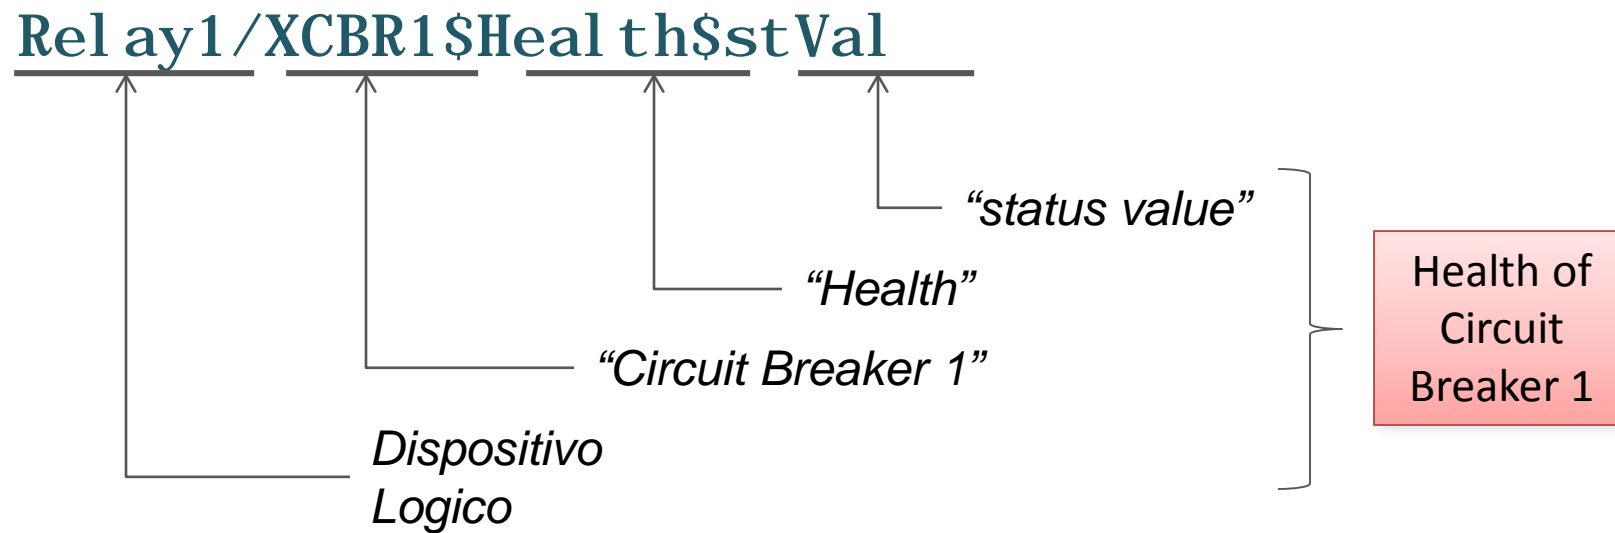 Relay1/XCBR1$Health$stVal
“status value”
“Health”
“Circuit Breaker 1”
Dispositivo
Logico
Health of
Circuit
Breaker 1